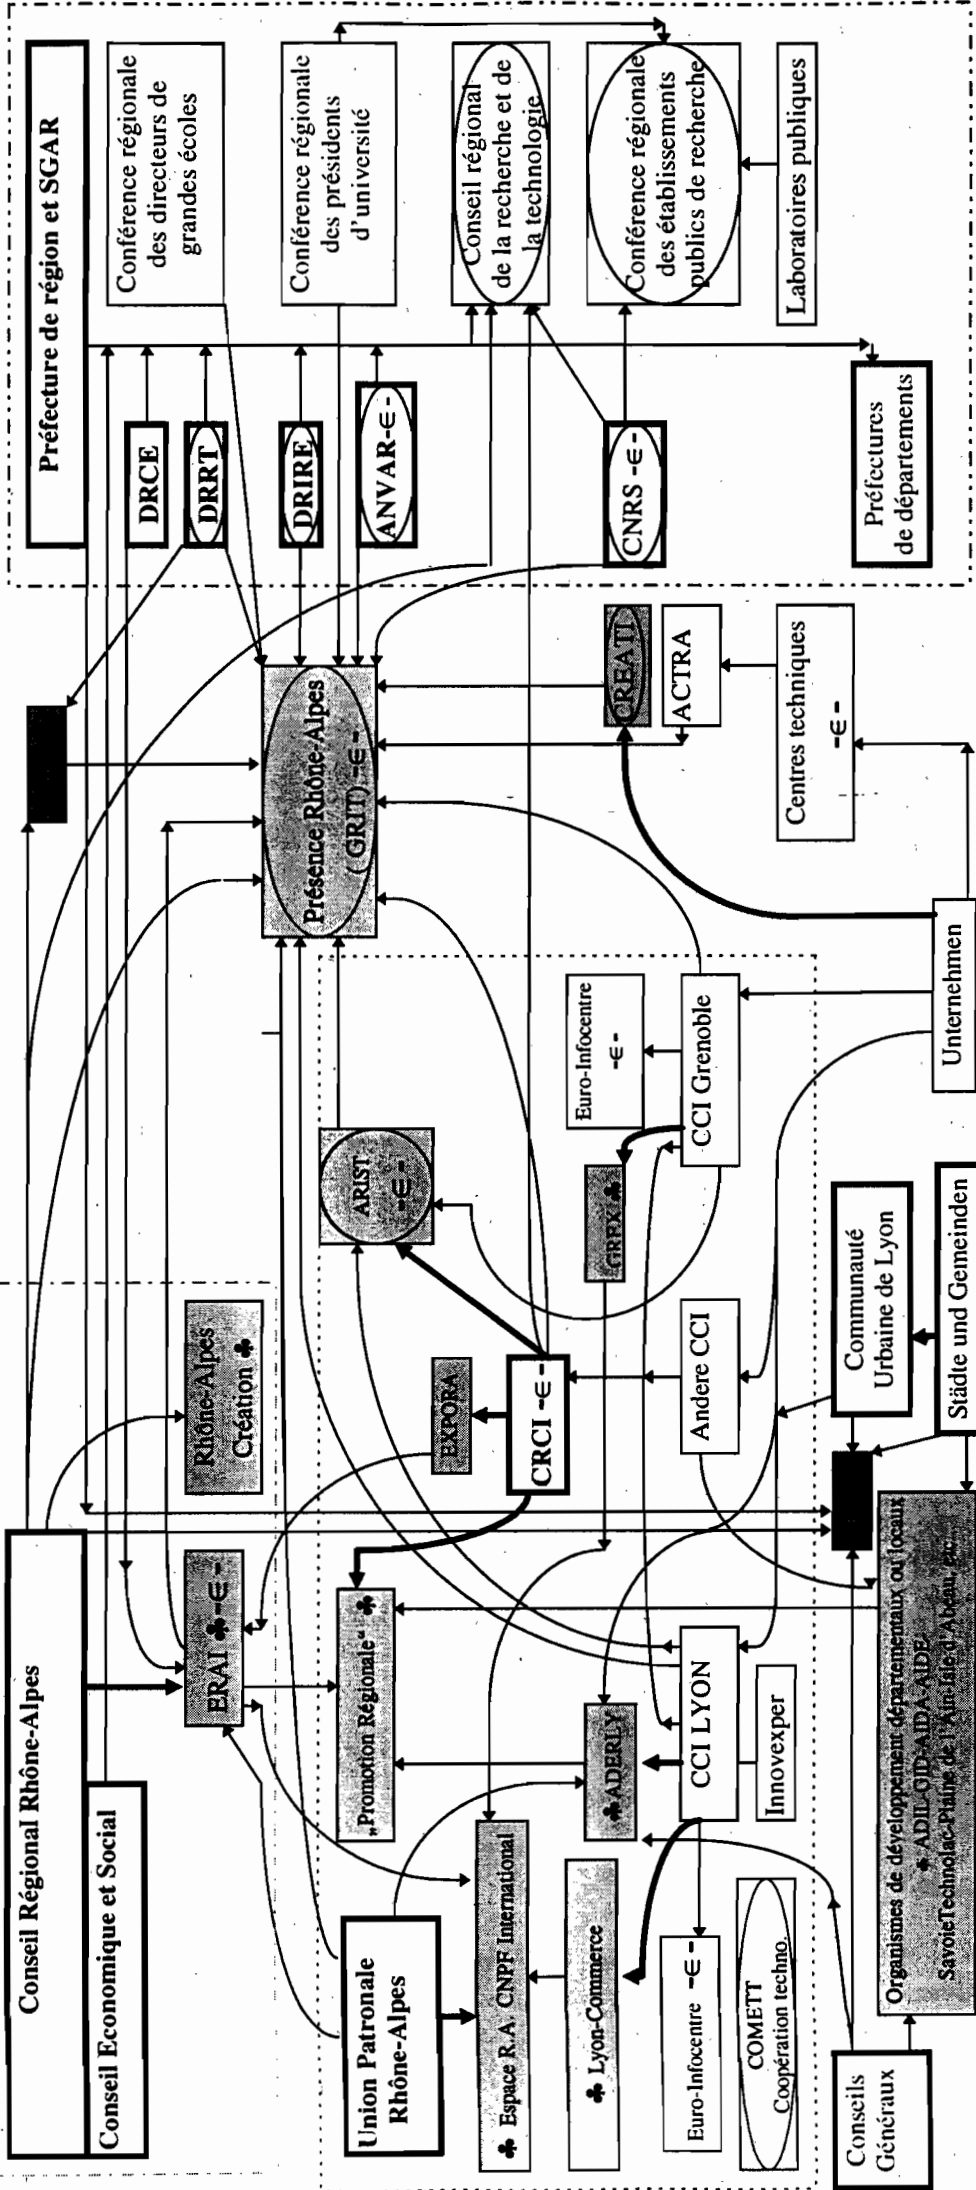 Conseil Régional Rhône-Alpes
Conseil Economique et Social
Préfecture de région et SGAR
Conférence régionale
des directeurs de
grandes écoles
Conférence régionale
des présidents
d'université
Conseil régional
de la recherche et de
la technologie
Conférence régionale
des établissements
publics de recherche
Laboratoires publiques
DRCE
DRRT
DRIRE
ANVAR-∈-
CNRS -∈-
Préfectures
de départements
Présence Rhône-Alpes
( GRIT) -∈-
CREATI
ACTRA
Centres techniques
-∈-
Rhône-Alpes
Création ♣
ERAI ♣-∈-
„Promotion Régionale“ ♣
EXPORA
CRCI -∈-
ARIST
-∈-
Euro-Infocentre
-∈-
GREX ♣
CCI Grenoble
Andere CCI
Union Patronale
Rhône-Alpes
♣ Espace R.A. CNPF International
♣ Lyon-Commerce
♣ ADERLY
CCI LYON
Innovexper
Euro-Infocentre -∈-
COMETT
Coopération techno.
Conseils
Généraux
Organismes de développement départementaux ou locaux
♣ ADIL-GID-AIDA-AIDE-
SavoieTechnolac-Plaine de l'Ain-Isle d'Abeau, etc.
Communauté
Urbaine de Lyon
Städte und Gemeinden
Unternehmen